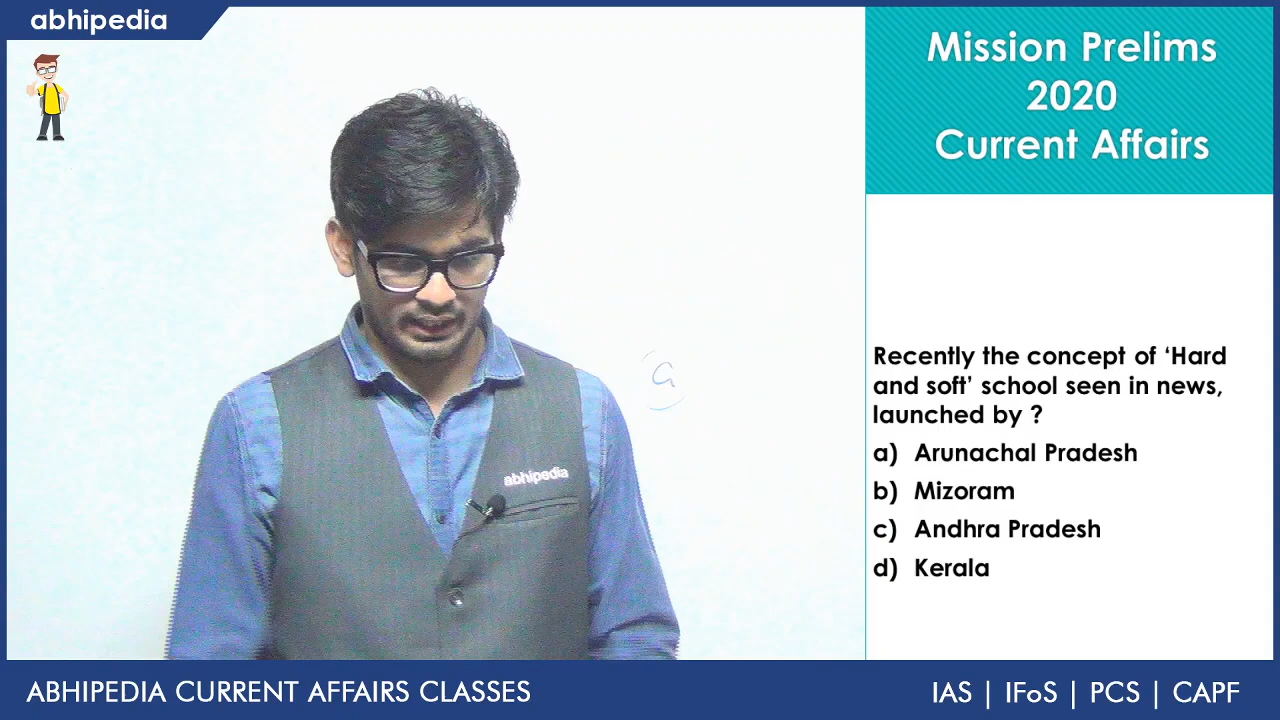 abhipedia
Mission Prelims
2020
Current Affairs
a
abhipedia
Recently the concept of ‘Hard
and soft’ school seen in news,
launched by ?
a) Arunachal Pradesh
b) Mizoram
c) Andhra Pradesh
d) Kerala
ABHIPEDIA CURRENT AFFAIRS CLASSES
IAS | IFoS | PCS | CAPF